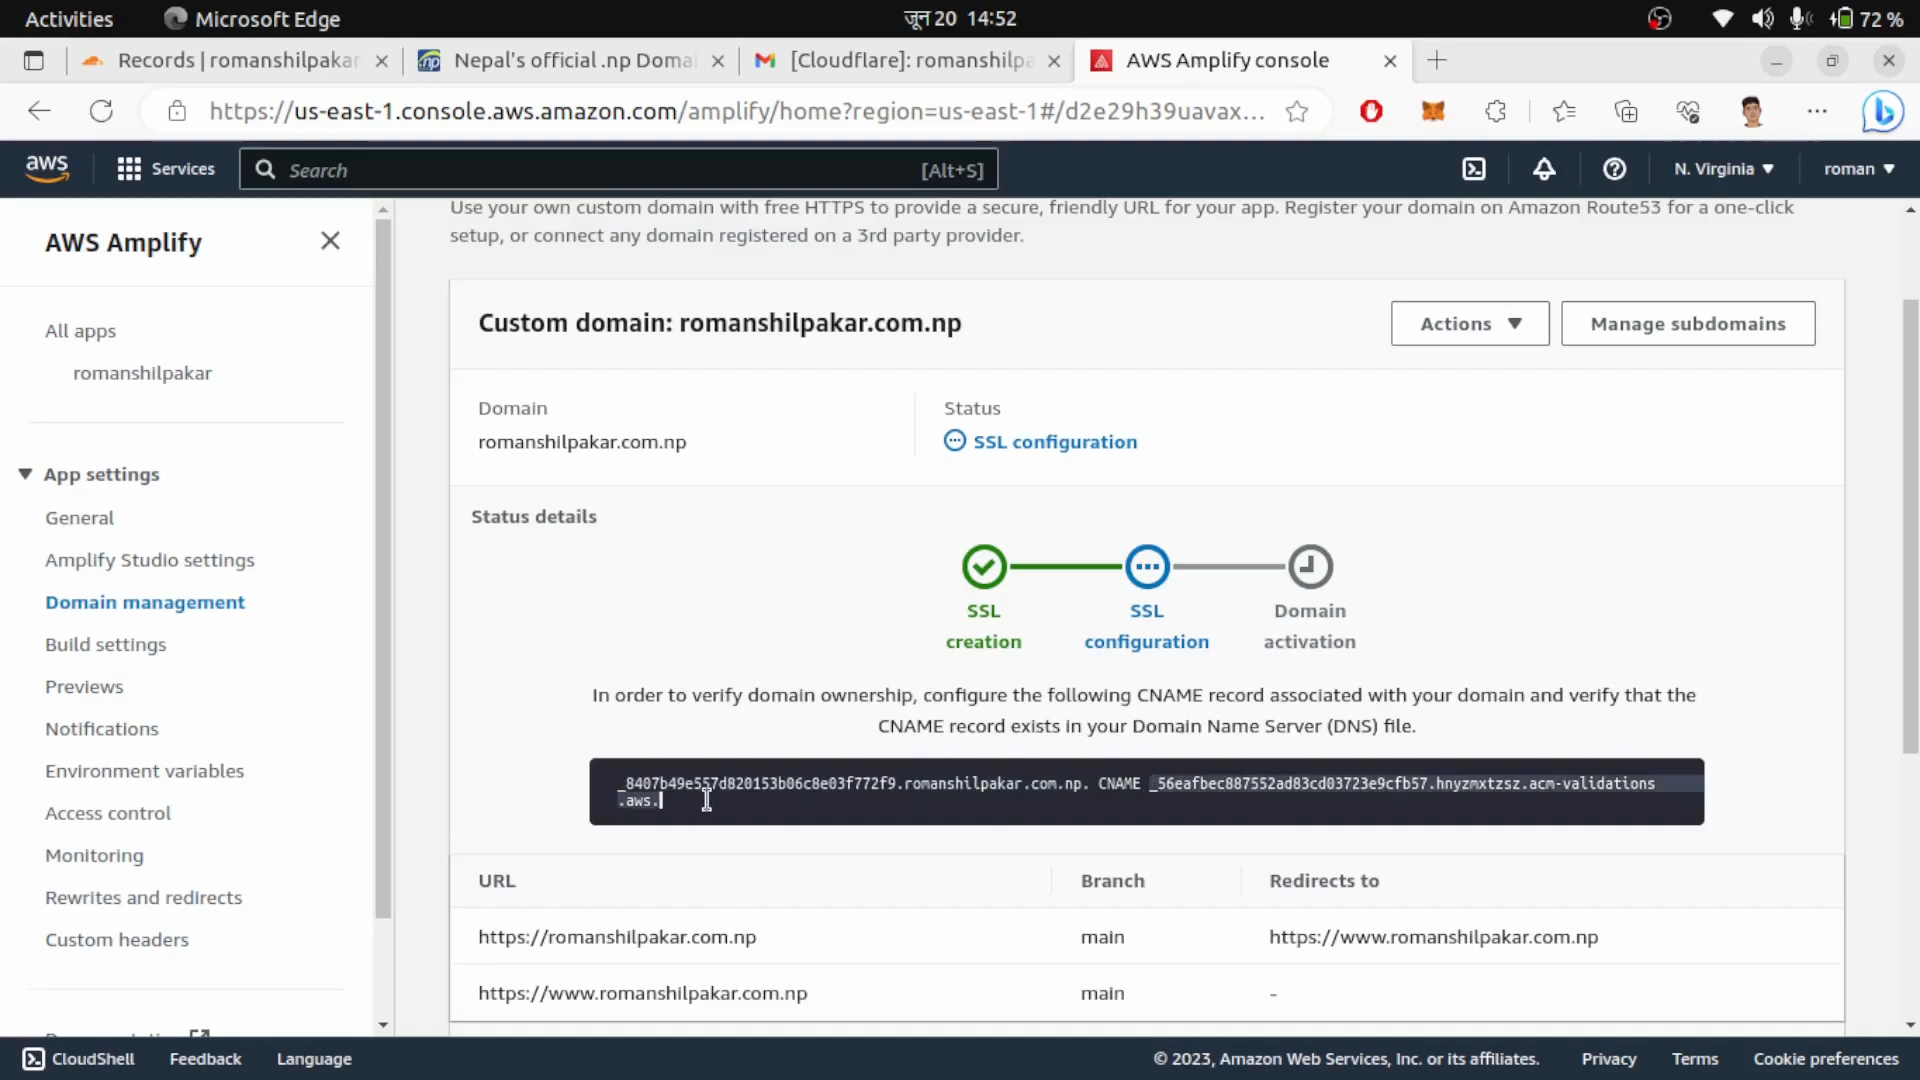 Activities
Microsoft Edge
जून 20 14:52
72 %
Records | romanshilpakar
Nepal's official .np Domai
[Cloudflare]: romanshilpa
AWS Amplify console
https://us-east-1.console.aws.amazon.com/amplify/home?region=us-east-1#/d2e29h39uavax...
aws
Services
Search
[Alt+S]
N. Virginia
roman
AWS Amplify
All apps
romanshilpakar
App settings
General
Amplify Studio settings
Domain management
Build settings
Previews
Notifications
Environment variables
Access control
Monitoring
Rewrites and redirects
Custom headers
Use your own custom domain with free HTTPS to provide a secure, friendly URL for your app. Register your domain on Amazon Route53 for a one-click
setup, or connect any domain registered on a 3rd party provider.
Custom domain: romanshilpakar.com.np
Actions
Manage subdomains
Domain
romanshilpakar.com.np
Status
SSL configuration
Status details
SSL
creation
SSL
configuration
Domain
activation
In order to verify domain ownership, configure the following CNAME record associated with your domain and verify that the
CNAME record exists in your Domain Name Server (DNS) file.
_8407b49e557d820153b06c8e03f772f9.romanshilpakar.com.np. CNAME _56eafbec887552ad83cd03723e9cfb57.hnyzmxtzsz.acm-validations
.aws.
URL
Branch
Redirects to
https://romanshilpakar.com.np
main
https://www.romanshilpakar.com.np
https://www.romanshilpakar.com.np
main
-
CloudShell
Feedback
Language
© 2023, Amazon Web Services, Inc. or its affiliates.
Privacy
Terms
Cookie preferences